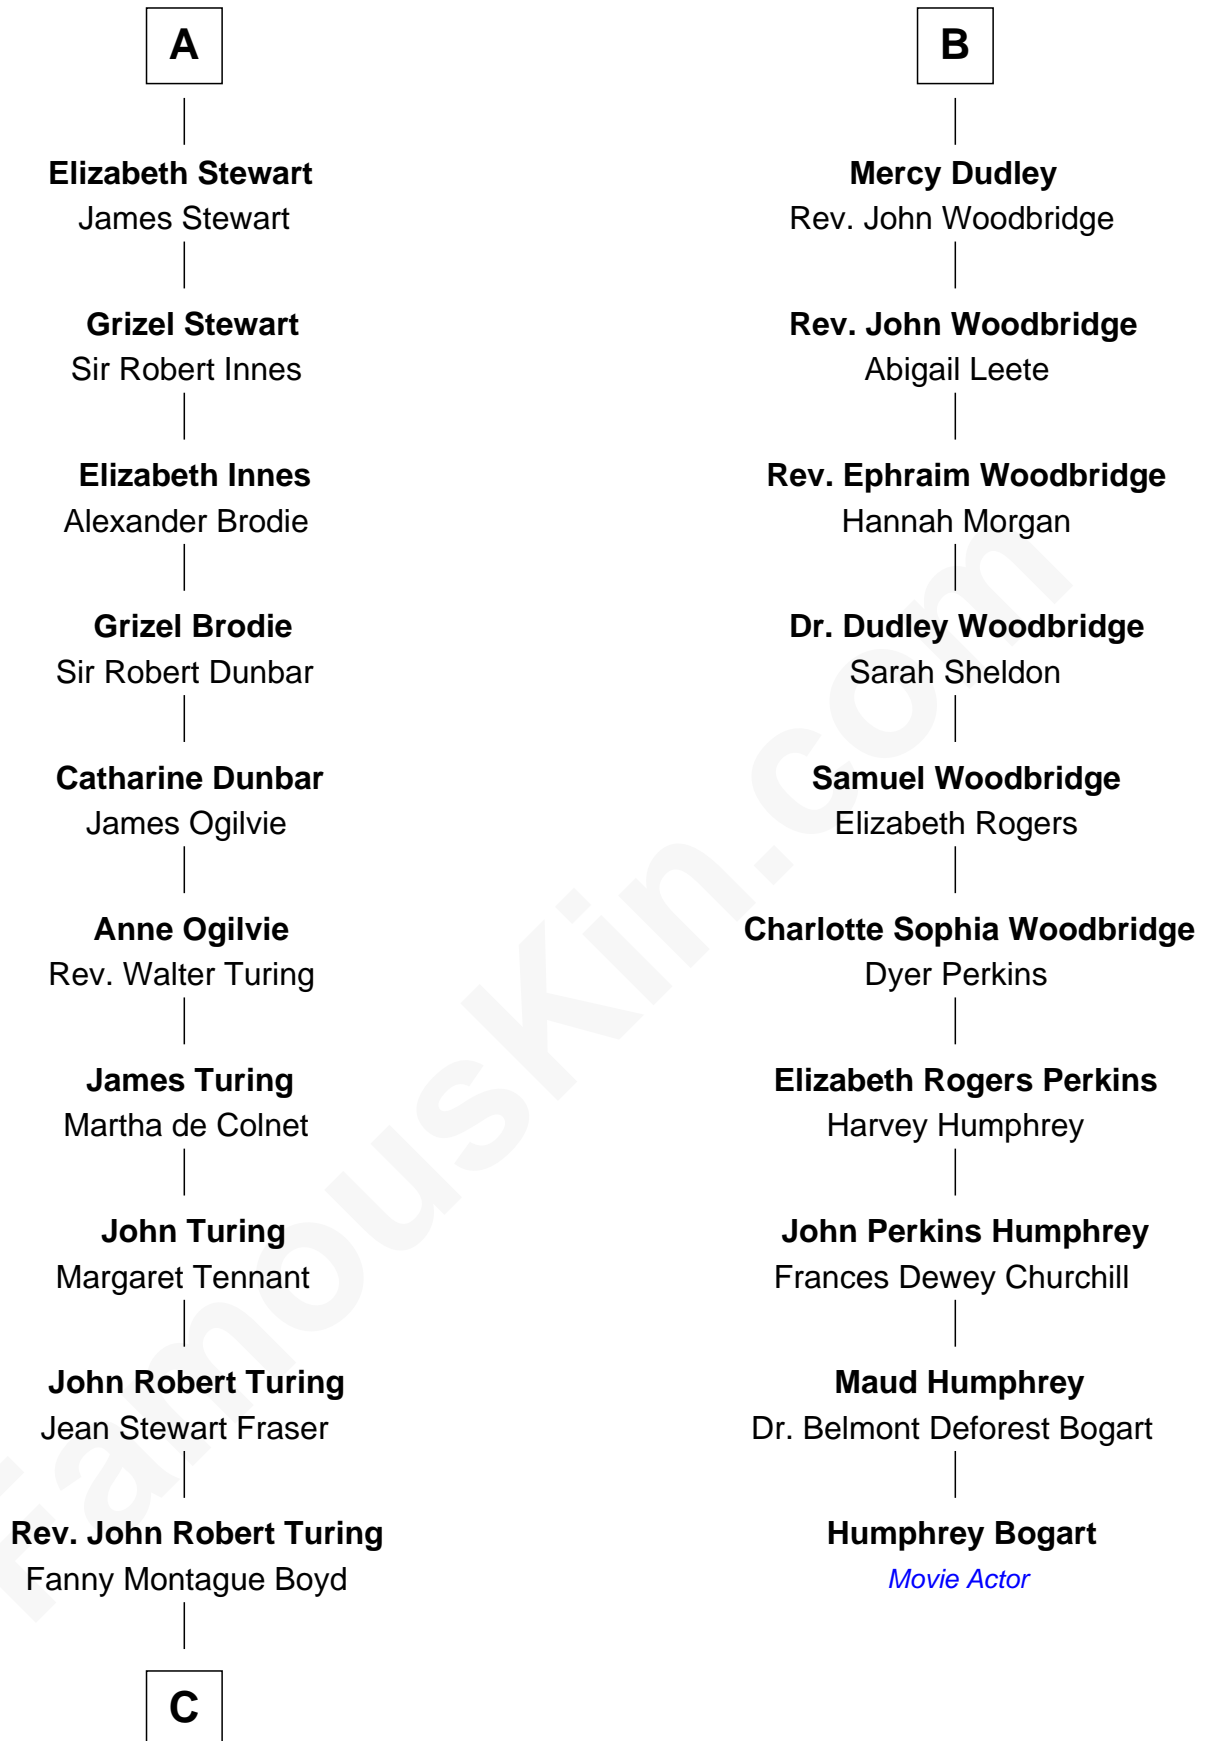 A
Elizabeth Stewart
James Stewart
Grizel Stewart
Sir Robert Innes
Elizabeth Innes
Alexander Brodie
Grizel Brodie
Sir Robert Dunbar
Catharine Dunbar
James Ogilvie
Anne Ogilvie
Rev. Walter Turing
James Turing
Martha de Colnet
John Turing
Margaret Tennant
John Robert Turing
Jean Stewart Fraser
Rev. John Robert Turing
Fanny Montague Boyd
C
B
Mercy Dudley
Rev. John Woodbridge
Rev. John Woodbridge
Abigail Leete
Rev. Ephraim Woodbridge
Hannah Morgan
Dr. Dudley Woodbridge
Sarah Sheldon
Samuel Woodbridge
Elizabeth Rogers
Charlotte Sophia Woodbridge
Dyer Perkins
Elizabeth Rogers Perkins
Harvey Humphrey
John Perkins Humphrey
Frances Dewey Churchill
Maud Humphrey
Dr. Belmont Deforest Bogart
Humphrey Bogart
Movie Actor
FamousKin.com